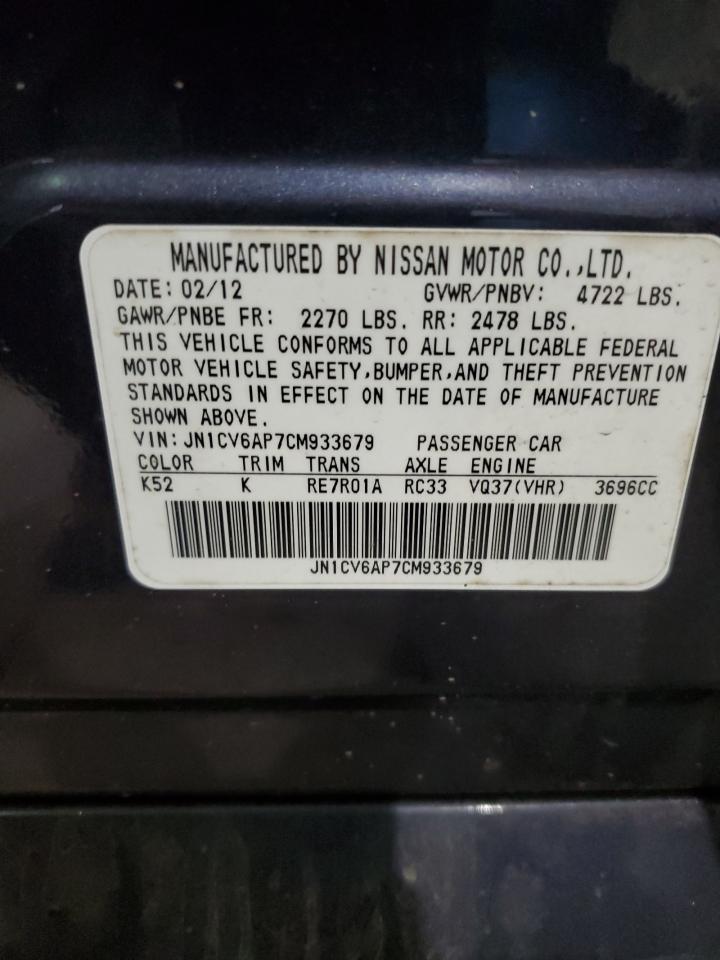 MANUFACTURED BY NISSAN MOTOR CO.,LTD.
DATE: 02/12 GVWR/PNBV: 4722 LBS.
GAWR/PNBE FR: 2270 LBS. RR: 2478 LBS.
THIS VEHICLE CONFORMS TO ALL APPLICABLE FEDERAL
MOTOR VEHICLE SAFETY,BUMPER,AND THEFT PREVENTION
STANDARDS IN EFFECT ON THE DATE OF MANUFACTURE
SHOWN ABOVE.
VIN: JN1CV6AP7CM933679 PASSENGER CAR
COLOR TRIM TRANS AXLE ENGINE
K52 K RE7R01A RC33 VQ37(VHR) 3696CC
JN1CV6AP7CM933679